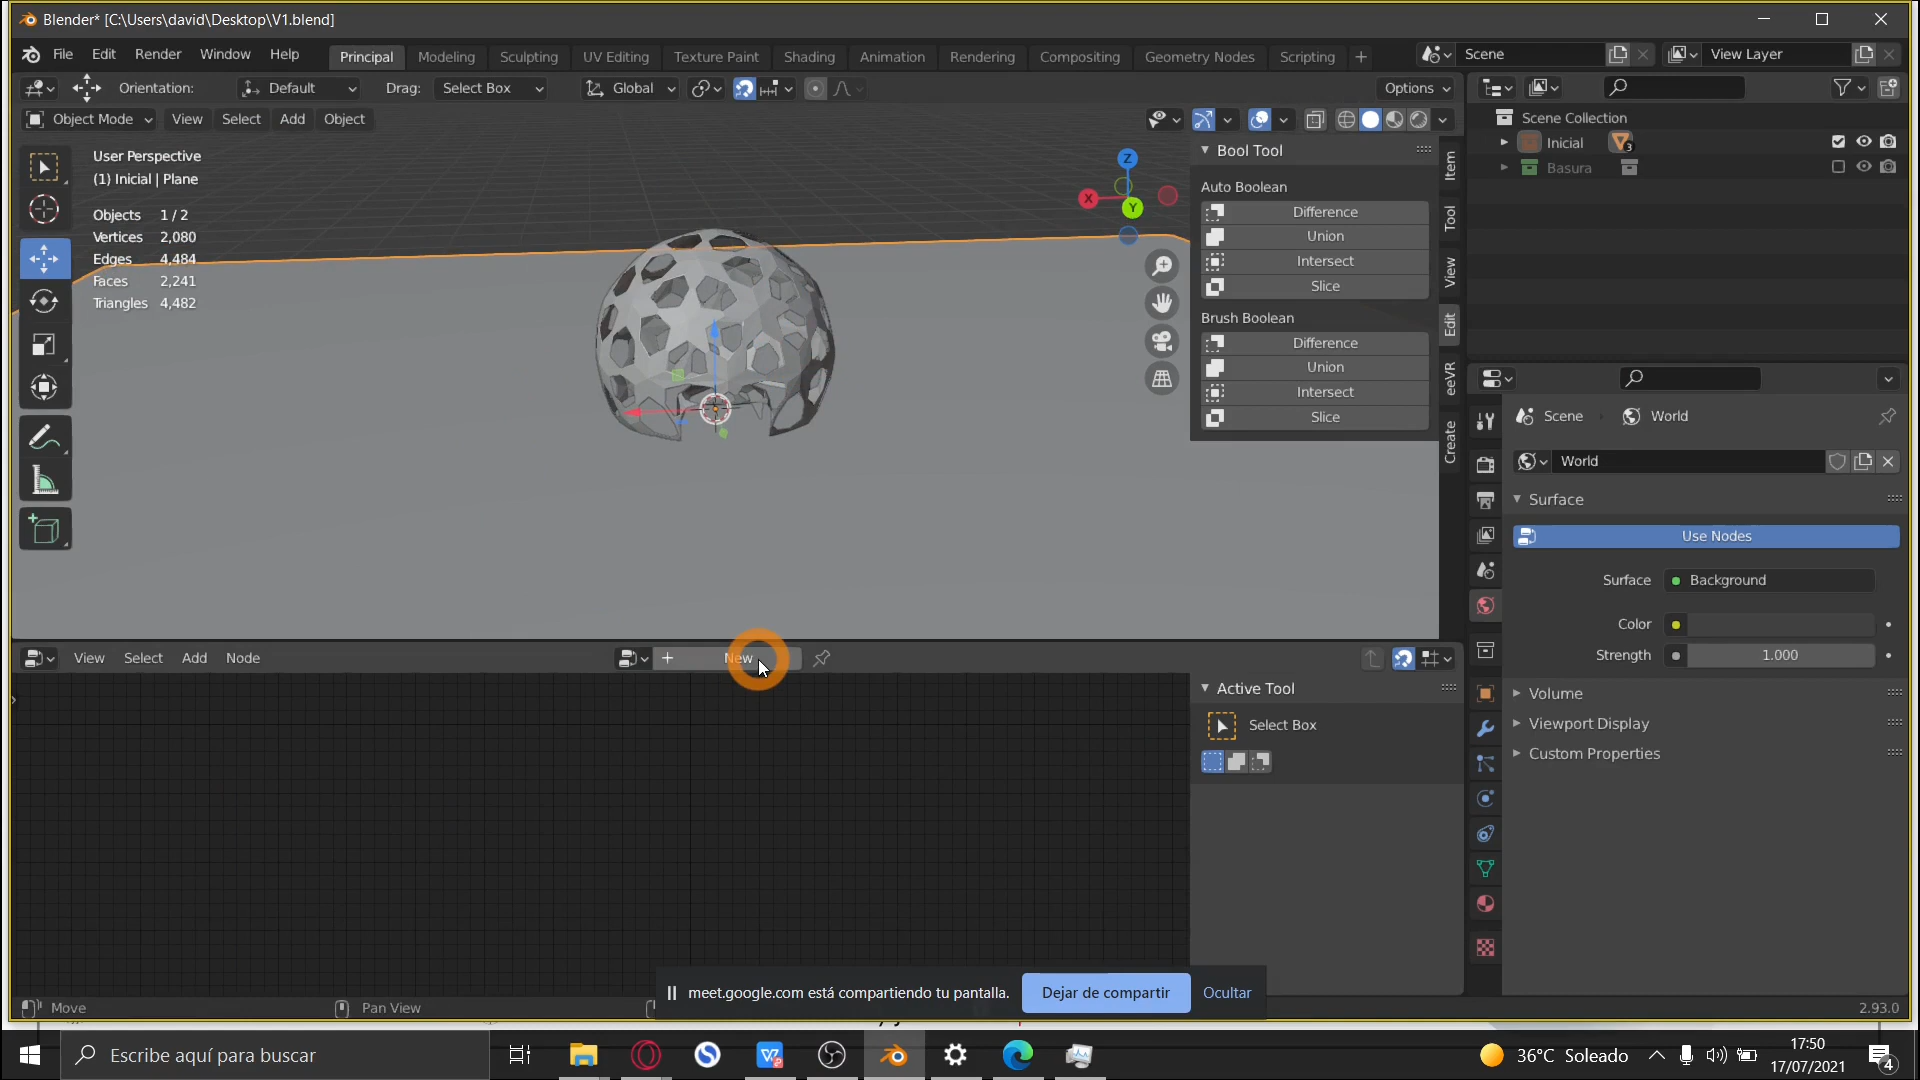 Blender* [C:\Users\david\Desktop\V1.blend]
File Edit Render Window Help Principal Modeling Sculpting UV Editing Texture Paint Shading Animation Rendering Compositing Geometry Nodes Scripting + Scene View Layer
Orientation: Default Drag: Select Box Global Options
Object Mode View Select Add Object
Scene Collection
Inicial 3
Basura
User Perspective
(1) Inicial | Plane
Objects 1/2
Vertices 2,080
Edges 4,484
Faces 2,241
Triangles 4,482
Z
X
Y
Bool Tool
Auto Boolean
Difference
Union
Intersect
Slice
Brush Boolean
Difference
Union
Intersect
Slice
Item
Tool
View
Edit
eeVR
Create
Scene World
World
Surface
Use Nodes
Surface Background
Color
Strength 1.000
Volume
Viewport Display
Custom Properties
View Select Add Node + New
Active Tool
Select Box
Move Pan View
meet.google.com está compartiendo tu pantalla. Dejar de compartir Ocultar
2.93.0
Escribe aquí para buscar
36°C Soleado
17:50
17/07/2021
4